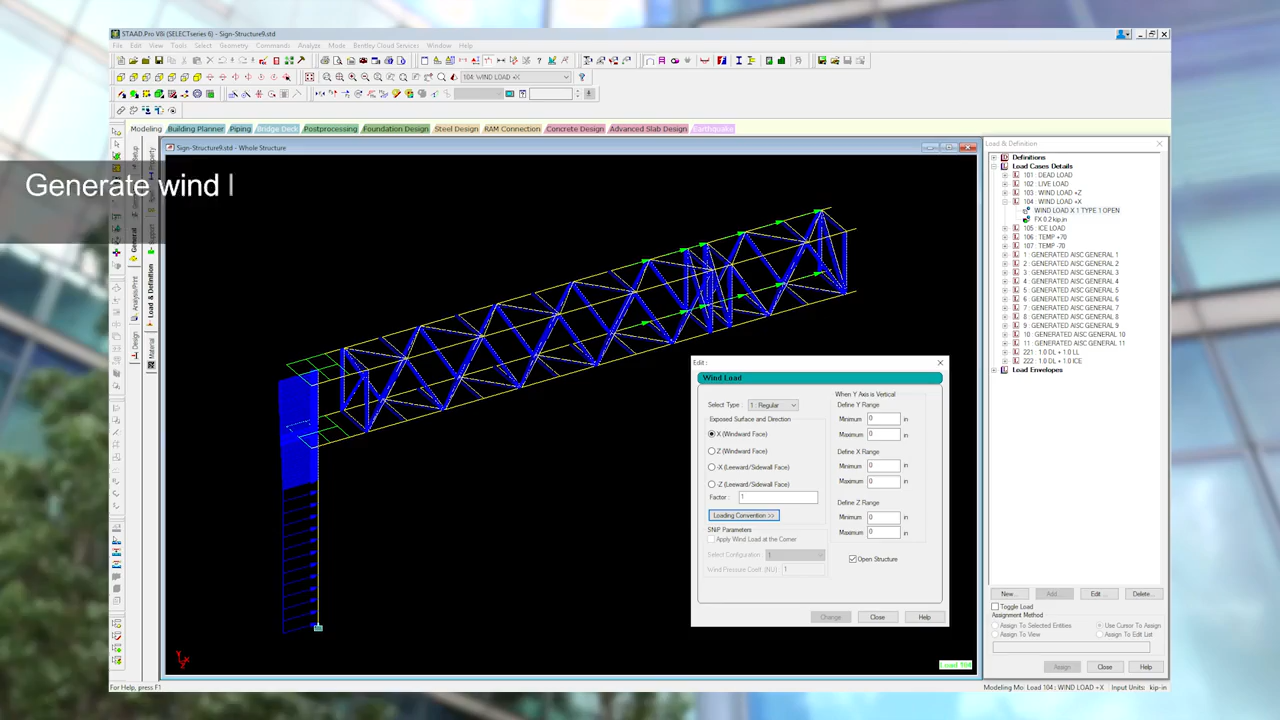 STAAD.Pro V8i (SELECTseries 6) - Sign-Structure9.std
File Edit View Tools Select Geometry Commands Analyze Mode Bentley Cloud Services Window Help
104: WIND LOAD +X
Modeling Building Planner Piping Bridge Deck Postprocessing Foundation Design Steel Design RAM Connection Concrete Design Advanced Slab Design Earthquake
Sign-Structure9.std - Whole Structure
Generate wind l
Setup
Property
General
Support
Load & Definition
Analysis/Print
Material
Design
Load 104
Edit :
Wind Load
Select Type : 1 : Regular
Exposed Surface and Direction
X (Windward Face)
Z (Windward Face)
-X (Leeward/Sidewall Face)
-Z (Leeward/Sidewall Face)
Factor : 1
Loading Convention >>
SNiP Parameters
Apply Wind Load at the Corner
Select Configuration 1
Wind Pressure Coeff. (NU) 1
When Y Axis is Vertical
Define Y Range
Minimum 0 in
Maximum 0 in
Define X Range
Minimum 0 in
Maximum 0 in
Define Z Range
Minimum 0 in
Maximum 0 in
Open Structure
Change Close Help
Load & Definition
Definitions
Load Cases Details
101 : DEAD LOAD
102 : LIVE LOAD
103 : WIND LOAD +Z
104 : WIND LOAD +X
WIND LOAD X 1 TYPE 1 OPEN
FX 0.2 kip.in
105 : ICE LOAD
106 : TEMP +70
107 : TEMP -70
1 : GENERATED AISC GENERAL 1
2 : GENERATED AISC GENERAL 2
3 : GENERATED AISC GENERAL 3
4 : GENERATED AISC GENERAL 4
5 : GENERATED AISC GENERAL 5
6 : GENERATED AISC GENERAL 6
7 : GENERATED AISC GENERAL 7
8 : GENERATED AISC GENERAL 8
9 : GENERATED AISC GENERAL 9
10 : GENERATED AISC GENERAL 10
11 : GENERATED AISC GENERAL 11
221 : 1.0 DL + 1.0 LL
222 : 1.0 DL + 1.0 ICE
Load Envelopes
New... Add... Edit... Delete...
Toggle Load
Assignment Method
Assign To Selected Entities Use Cursor To Assign
Assign To View Assign To Edit List
Assign Close Help
For Help, press F1
Modeling Mo Load 104 : WIND LOAD +X Input Units: kip-in